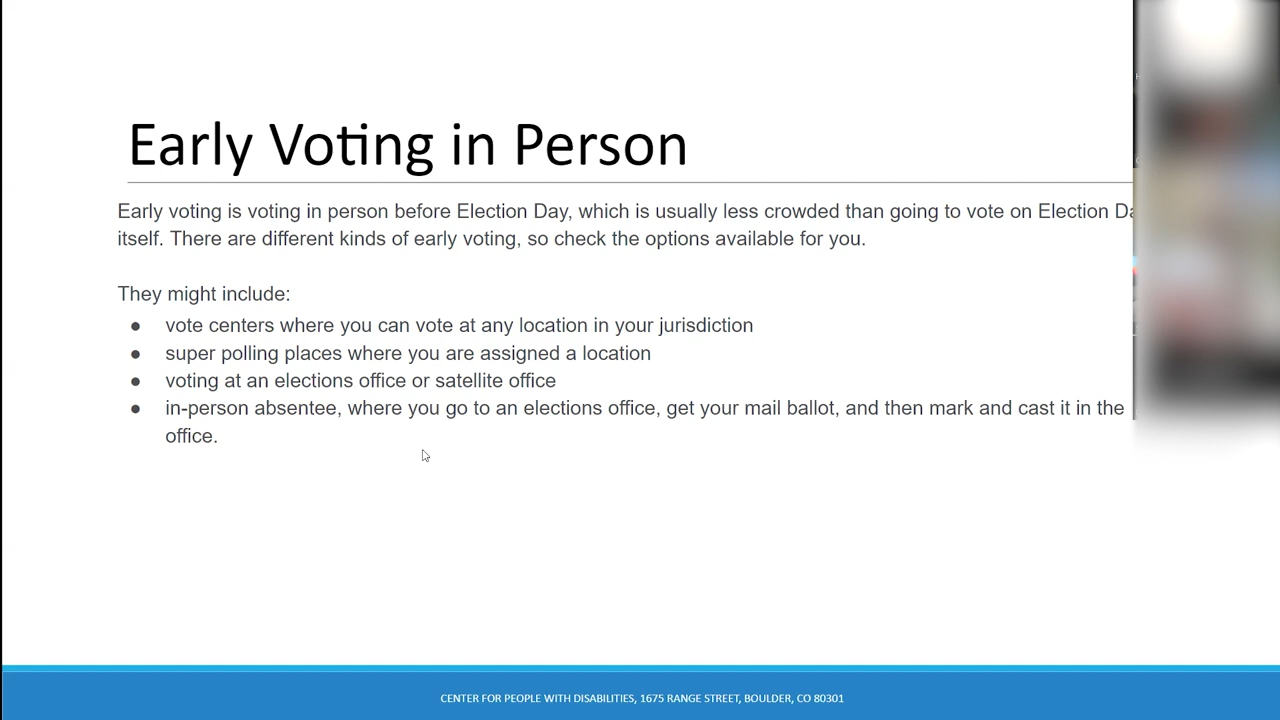 Early Voting in Person
Early voting is voting in person before Election Day, which is usually less crowded than going to vote on Election
itself. There are different kinds of early voting, so check the options available for you.
They might include:
● vote centers where you can vote at any location in your jurisdiction
● super polling places where you are assigned a location
● voting at an elections office or satellite office
● in-person absentee, where you go to an elections office, get your mail ballot, and then mark and cast it in the
office.
CENTER FOR PEOPLE WITH DISABILITIES, 1675 RANGE STREET, BOULDER, CO 80301